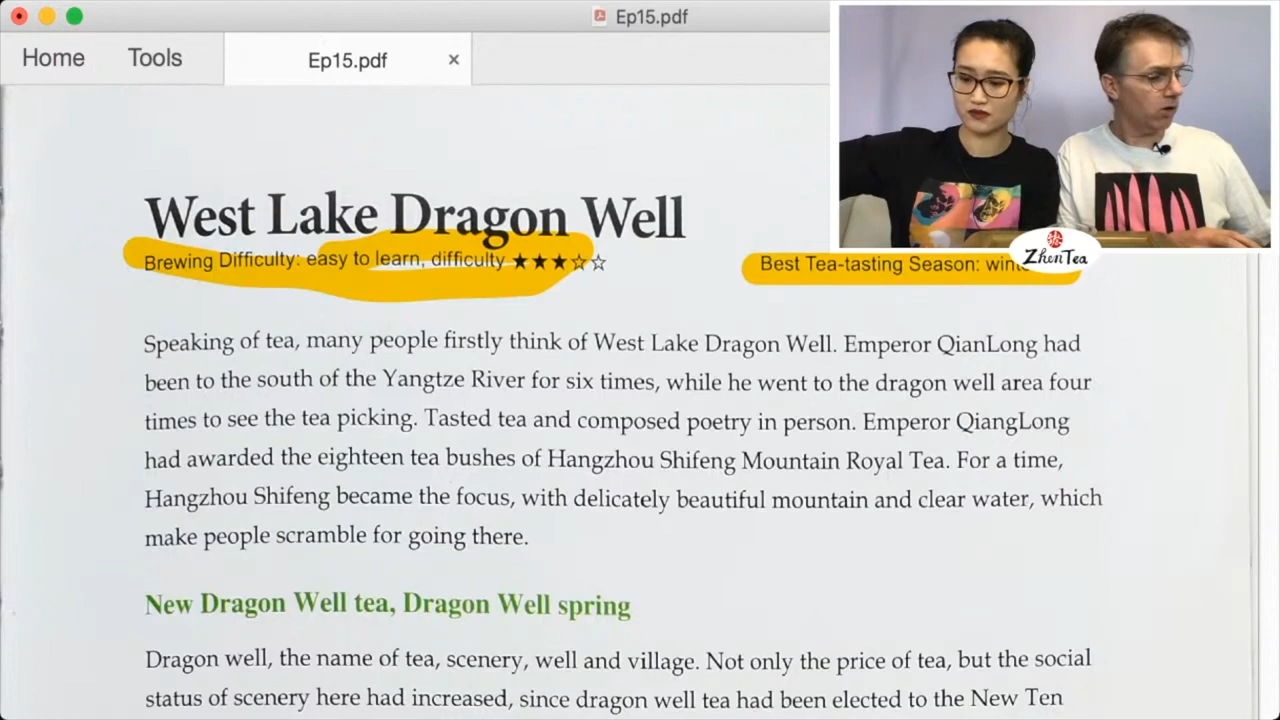 Ep15.pdf
Home
Tools
Ep15.pdf
ZhenTea
West Lake Dragon Well
Brewing Difficulty: easy to learn, difficulty ★★★☆☆
Best Tea-tasting Season:
Speaking of tea, many people firstly think of West Lake Dragon Well. Emperor QianLong had
been to the south of the Yangtze River for six times, while he went to the dragon well area four
times to see the tea picking. Tasted tea and composed poetry in person. Emperor QiangLong
had awarded the eighteen tea bushes of Hangzhou Shifeng Mountain Royal Tea. For a time,
Hangzhou Shifeng became the focus, with delicately beautiful mountain and clear water, which
make people scramble for going there.
New Dragon Well tea, Dragon Well spring
Dragon well, the name of tea, scenery, well and village. Not only the price of tea, but the social
status of scenery here had increased, since dragon well tea had been elected to the New Ten